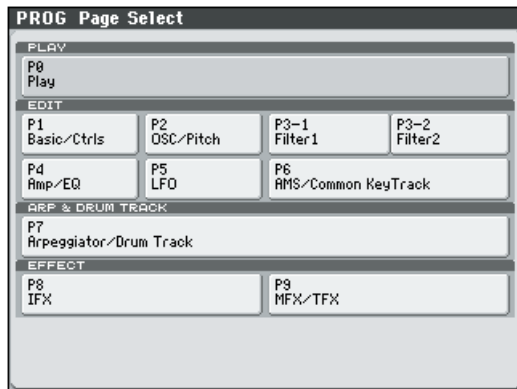 PROG Page Select
PLAY
P0
Play
EDIT
P1
Basic/Ctrls
P2
OSC/Pitch
P3-1
Filter1
P3-2
Filter2
P4
Amp/EQ
P5
LFO
P6
AMS/Common KeyTrack
ARP & DRUM TRACK
P7
Arpeggiator/Drum Track
EFFECT
P8
IFX
P9
MFX/TFX